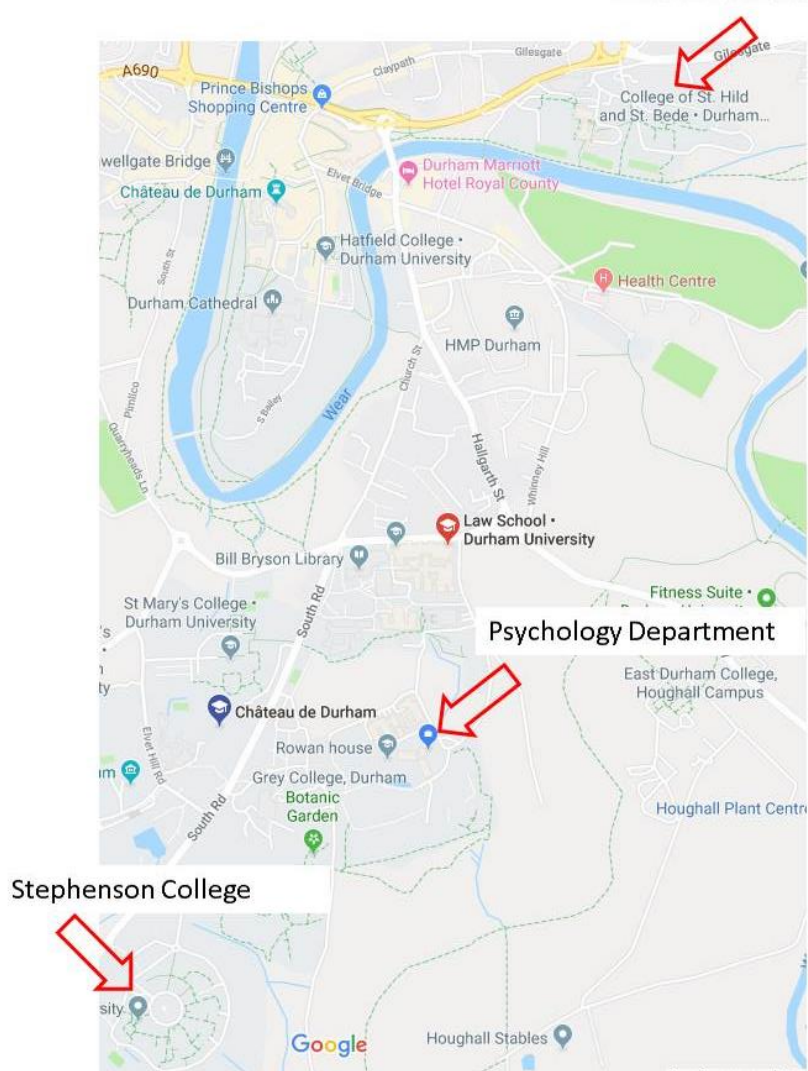 Gilesgate
Gilesgate
A690
Claypath
Prince Bishops
Shopping Centre
College of St. Hild
and St. Bede • Durham...
wellgate Bridge
Durham Marriott
Hotel Royal County
Elvet Bridge
Château de Durham
Hatfield College •
Durham University
South St
Health Centre
Durham Cathedral
HMP Durham
Church St
Pimlico
S Bailey
Wear
Quarryheads Ln
Hallgarth St
Whinney Hill
Law School •
Durham University
Bill Bryson Library
Fitness Suite •
St Mary's College •
Durham University
South Rd
's
Psychology Department
ty
East Durham College,
Houghall Campus
Château de Durham
Elvet Hill Rd
Rowan house
um
Grey College, Durham
Botanic
Garden
South Rd
Houghall Plant Centr
Stephenson College
sity
Google
Houghall Stables